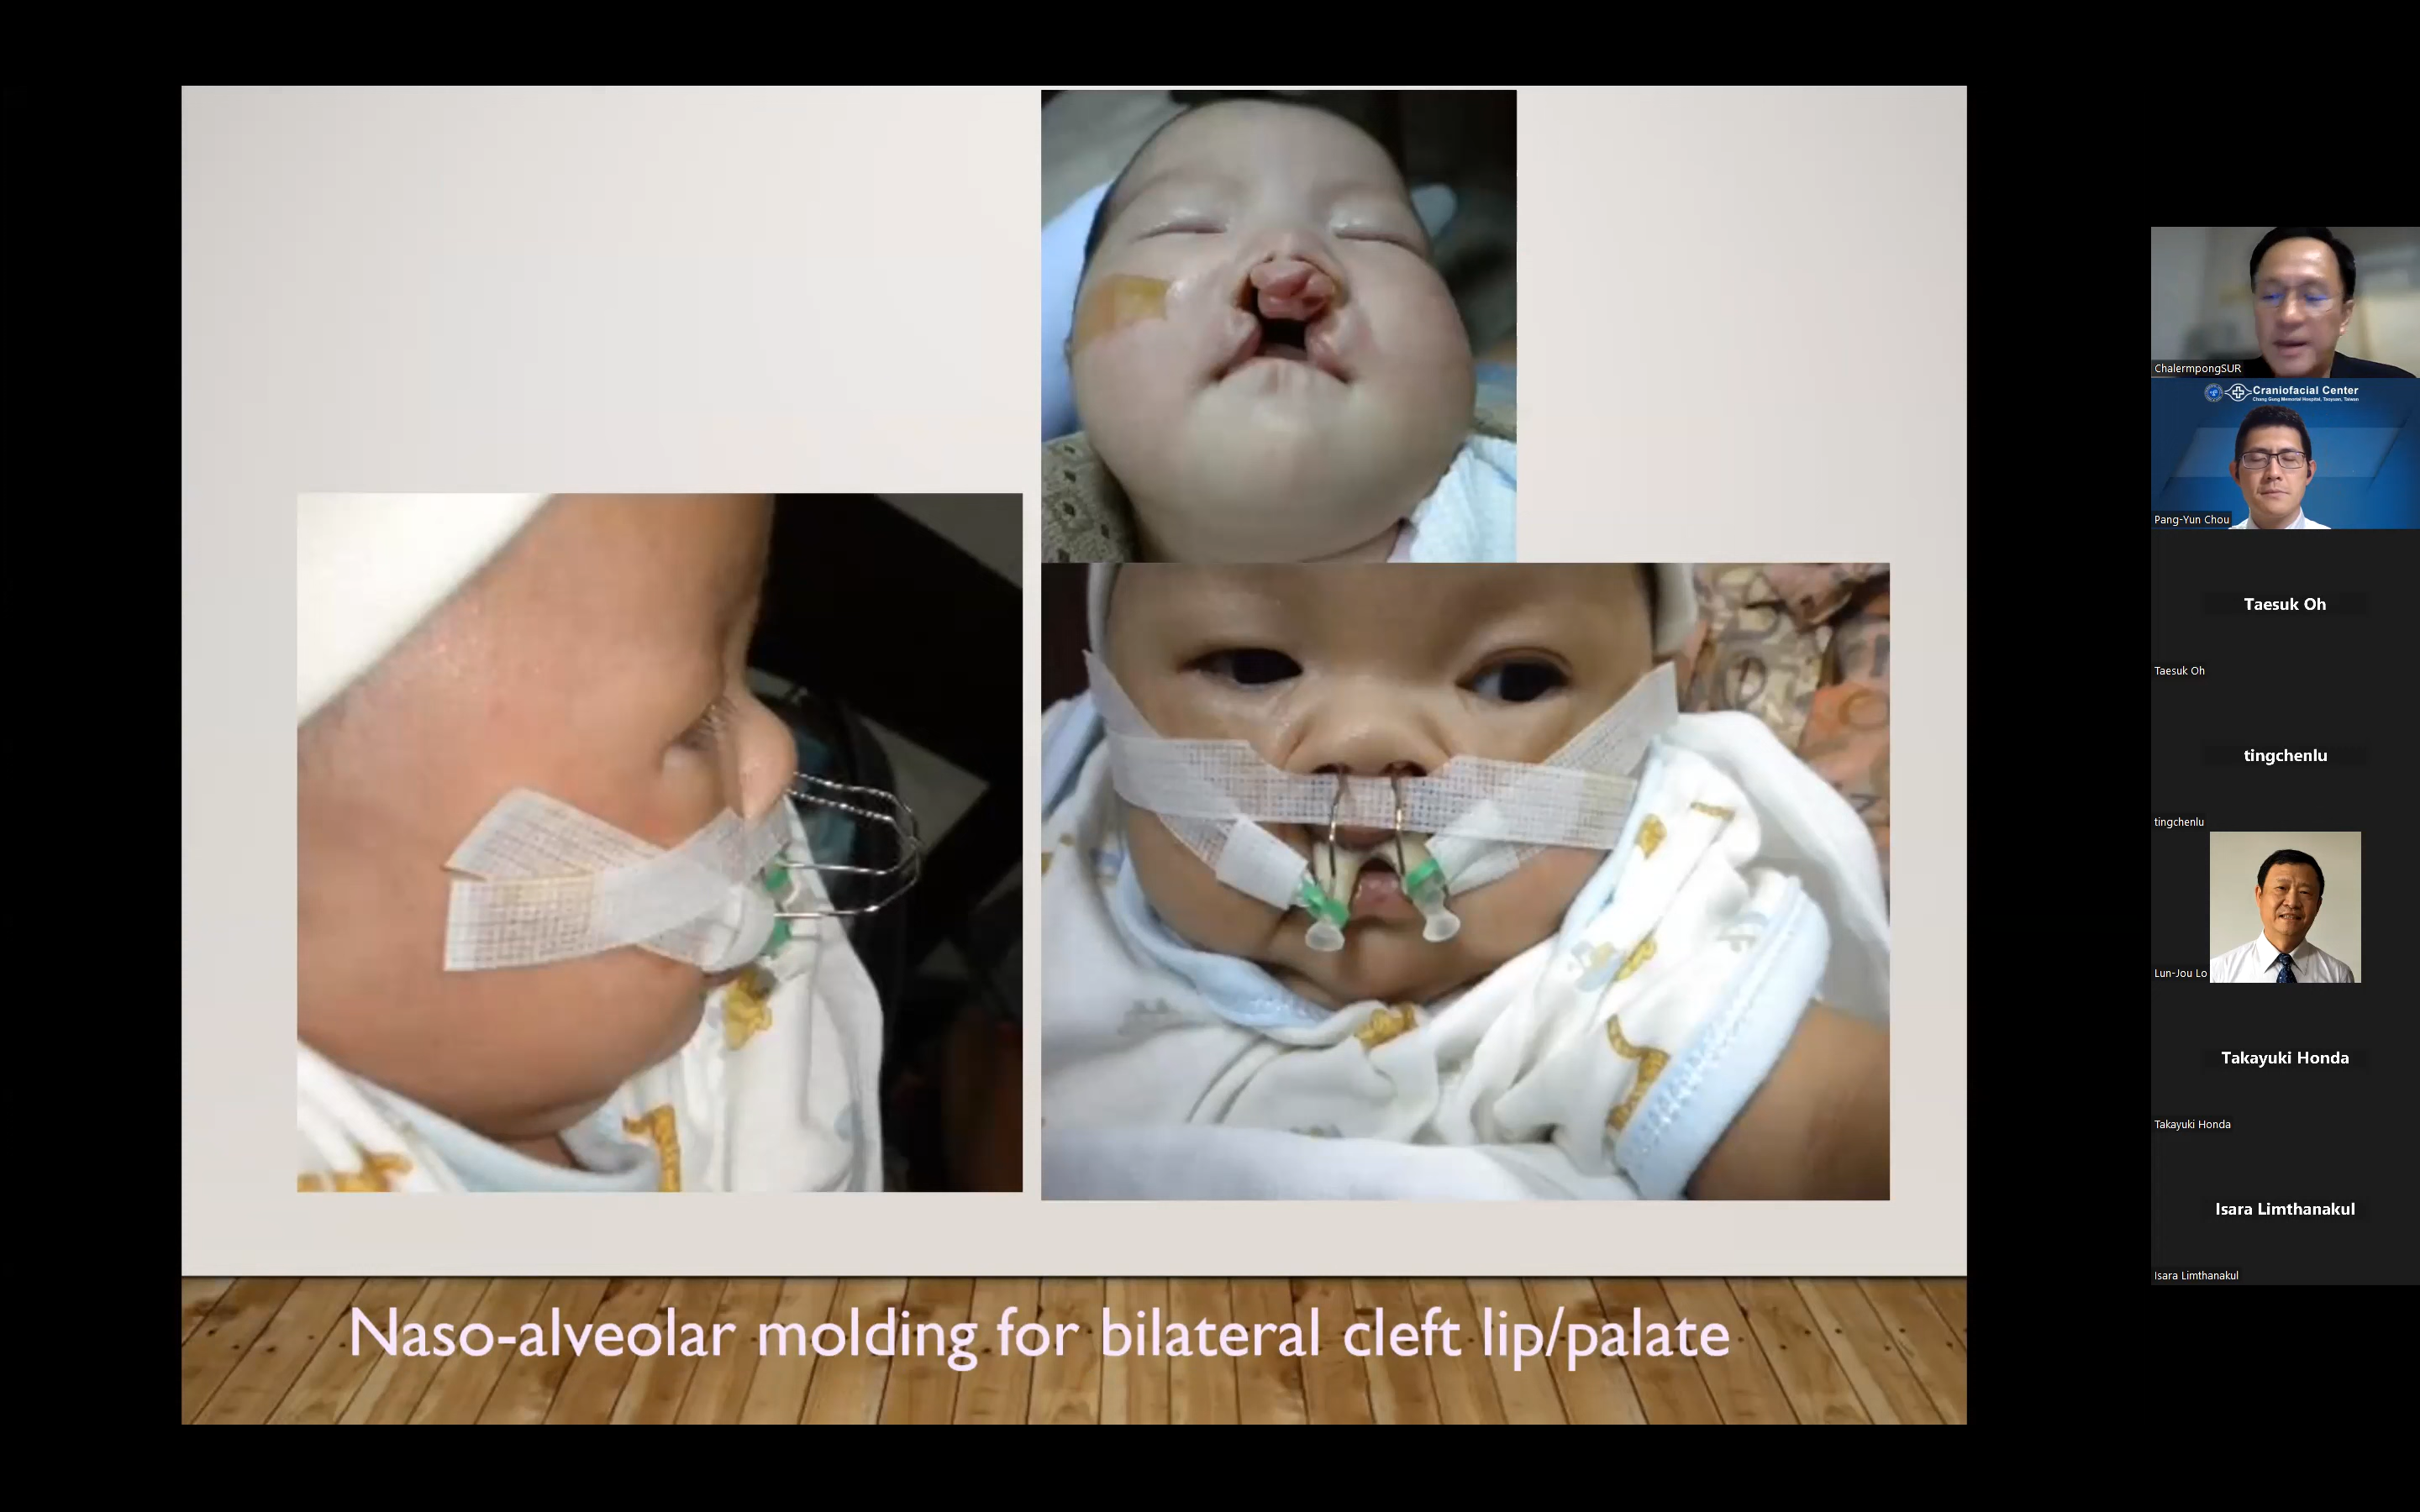 Naso-alveolar molding for bilateral cleft lip/palate
ChalermpongSUR
Craniofacial Center
Chang Gung Memorial Hospital, Taoyuan, Taiwan
Pang-Yun Chou
Taesuk Oh
Taesuk Oh
tingchenlu
tingchenlu
Lun-Jou Lo
Takayuki Honda
Takayuki Honda
Isara Limthanakul
Isara Limthanakul